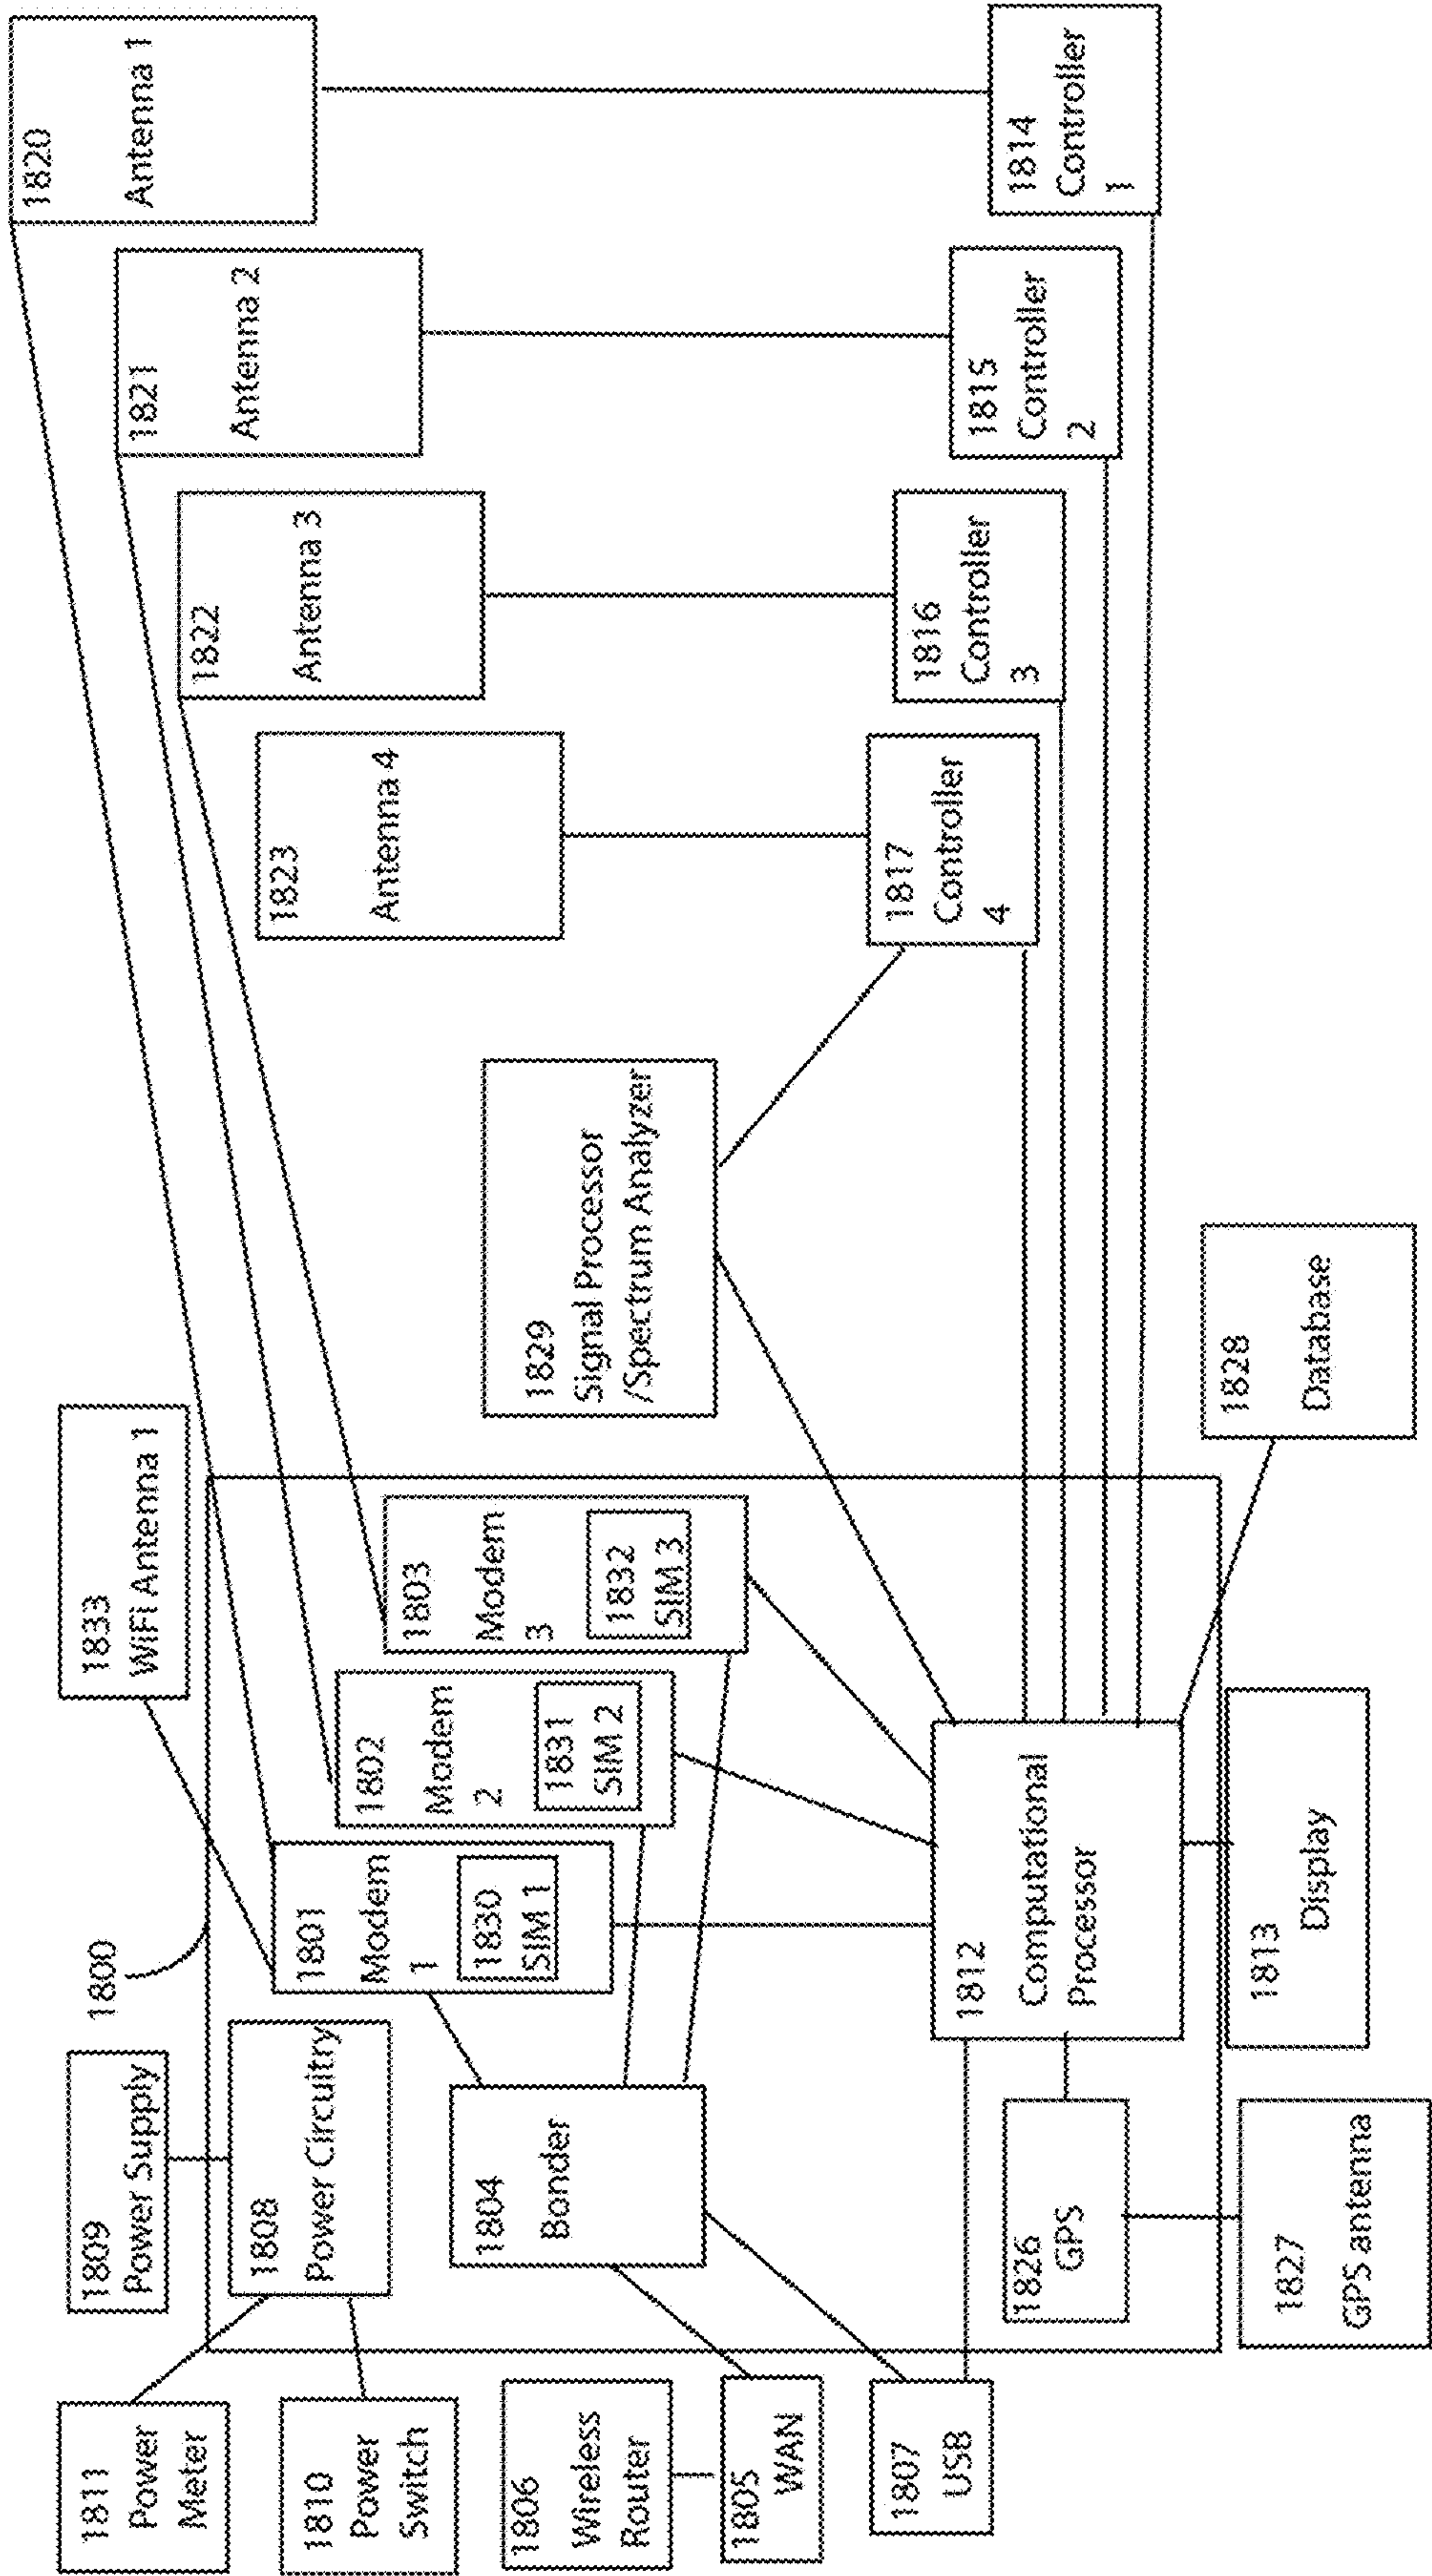 1811
Power
Meter
1809
Power Supply
1800
1833
WiFi Antenna 1
1820
Antenna 1
1810
Power
Switch
1808
Power Circuitry
1801
Modem
1
1830
SIM 1
1802
Modem
2
1831
SIM 2
1803
Modem
3
1832
SIM 3
1821
Antenna 2
1822
Antenna 3
1823
Antenna 4
1806
Wireless
Router
1804
Bonder
1829
Signal Processor
/Spectrum Analyzer
1805
WAN
1807
USB
1812
Computational
Processor
1817
Controller
4
1816
Controller
3
1815
Controller
2
1814
Controller
1
1826
GPS
1827
GPS antenna
1813
Display
1828
Database